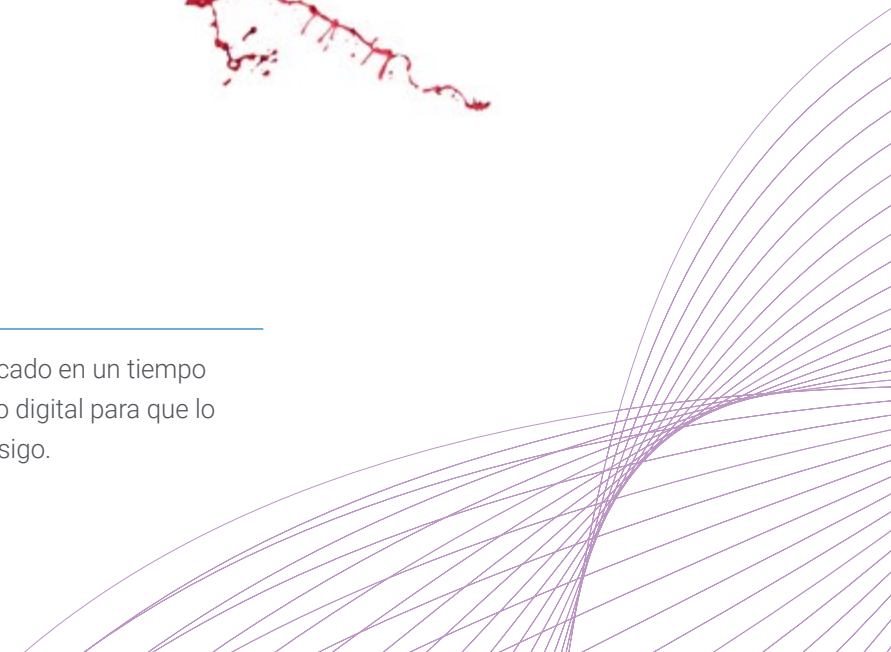 cado en un tiempo
o digital para que lo
sigo.